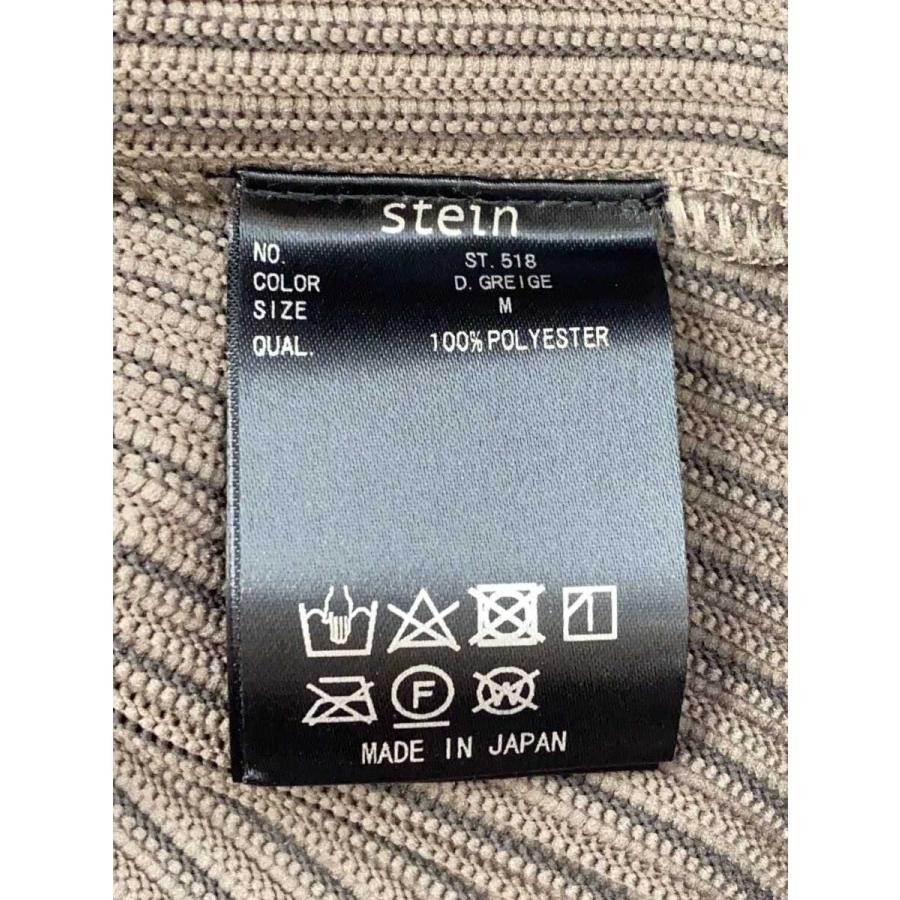 stein
NO. ST.518
COLOR D.GREIGE
SIZE M
QUAL. 100%POLYESTER
F W
MADE IN JAPAN